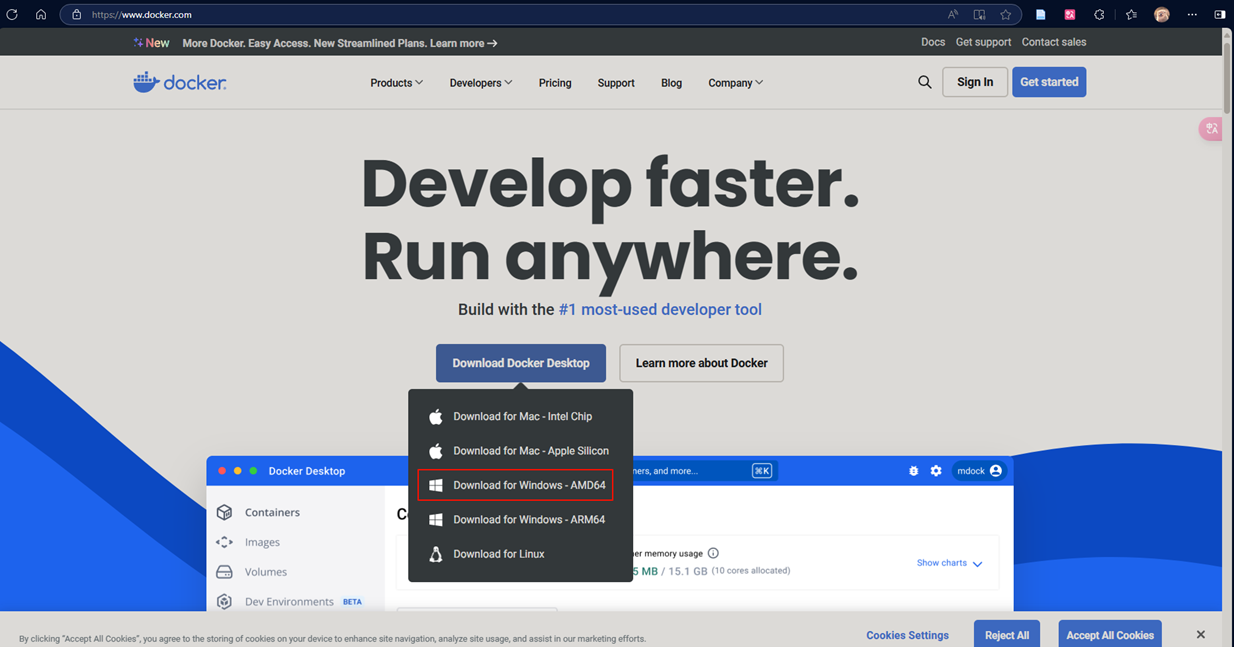 https://www.docker.com
New More Docker. Easy Access. New Streamlined Plans. Learn more →
Docs Get support Contact sales
docker
Products Developers Pricing Support Blog Company
Sign In Get started
Develop faster.
Run anywhere.
Build with the #1 most-used developer tool
Download Docker Desktop Learn more about Docker
Download for Mac - Intel Chip
Download for Mac - Apple Silicon
Download for Windows - AMD64
Download for Windows - ARM64
Download for Linux
Docker Desktop
and more... ⌘K mdock
Containers
Images
Volumes
Dev Environments BETA
memory usage
MB / 15.1 GB (10 cores allocated)
Show charts
By clicking "Accept All Cookies", you agree to the storing of cookies on your device to enhance site navigation, analyze site usage, and assist in our marketing efforts.
Cookies Settings Reject All Accept All Cookies